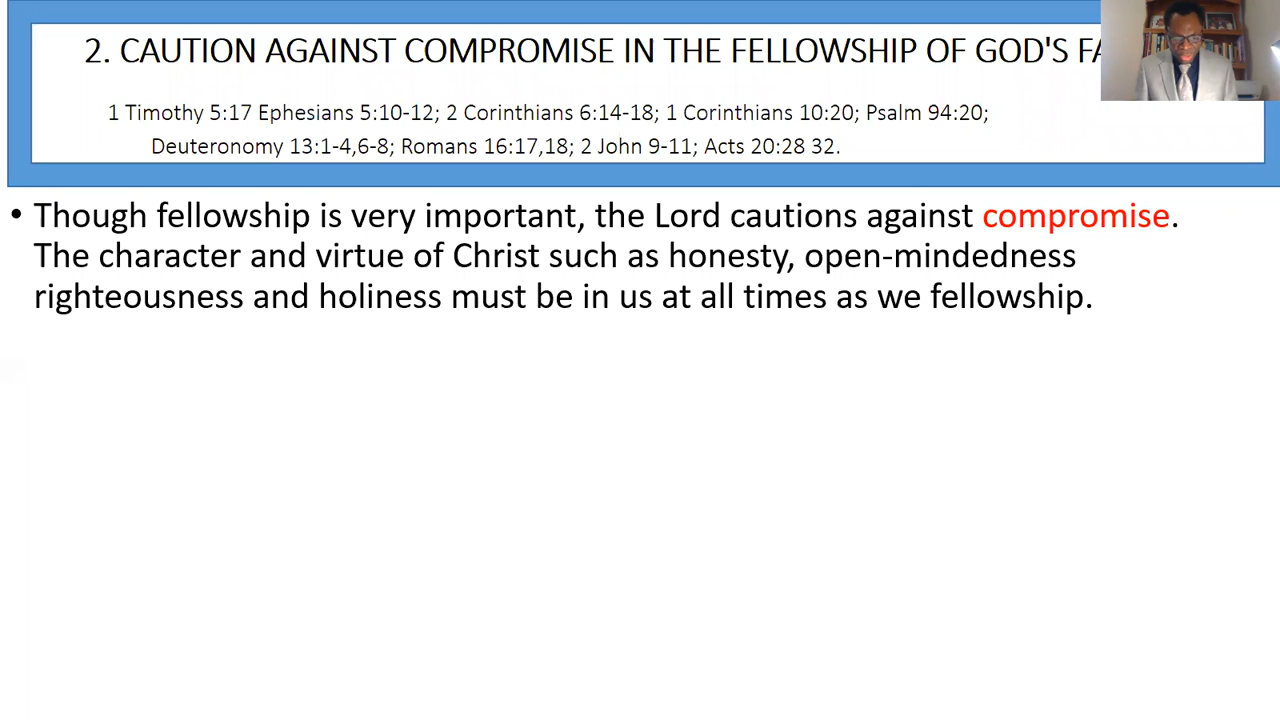 2. CAUTION AGAINST COMPROMISE IN THE FELLOWSHIP OF GOD'S
1 Timothy 5:17 Ephesians 5:10-12; 2 Corinthians 6:14-18; 1 Corinthians 10:20; Psalm 94:20;
Deuteronomy 13:1-4,6-8; Romans 16:17,18; 2 John 9-11; Acts 20:28 32.
• Though fellowship is very important, the Lord cautions against compromise.
The character and virtue of Christ such as honesty, open-mindedness
righteousness and holiness must be in us at all times as we fellowship.